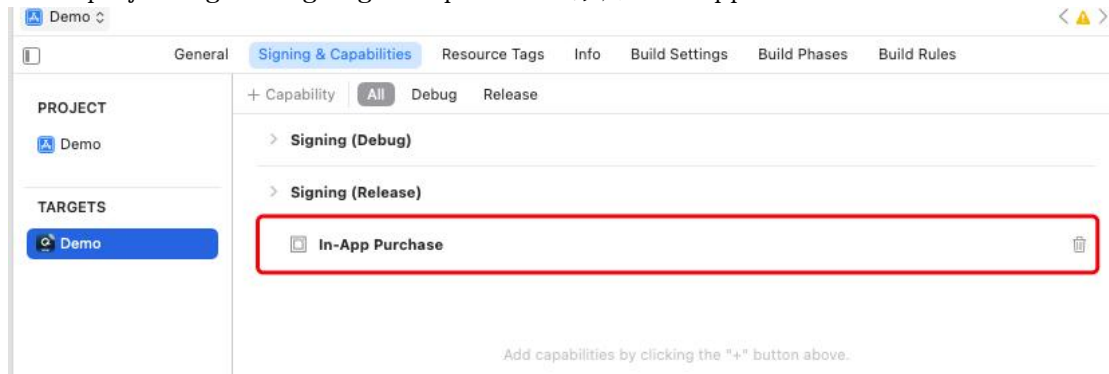 Demo
General Signing & Capabilities Resource Tags Info Build Settings Build Phases Build Rules
+ Capability All Debug Release
PROJECT
Demo
Signing (Debug)
Signing (Release)
TARGETS
Demo
In-App Purchase
Add capabilities by clicking the "+" button above.